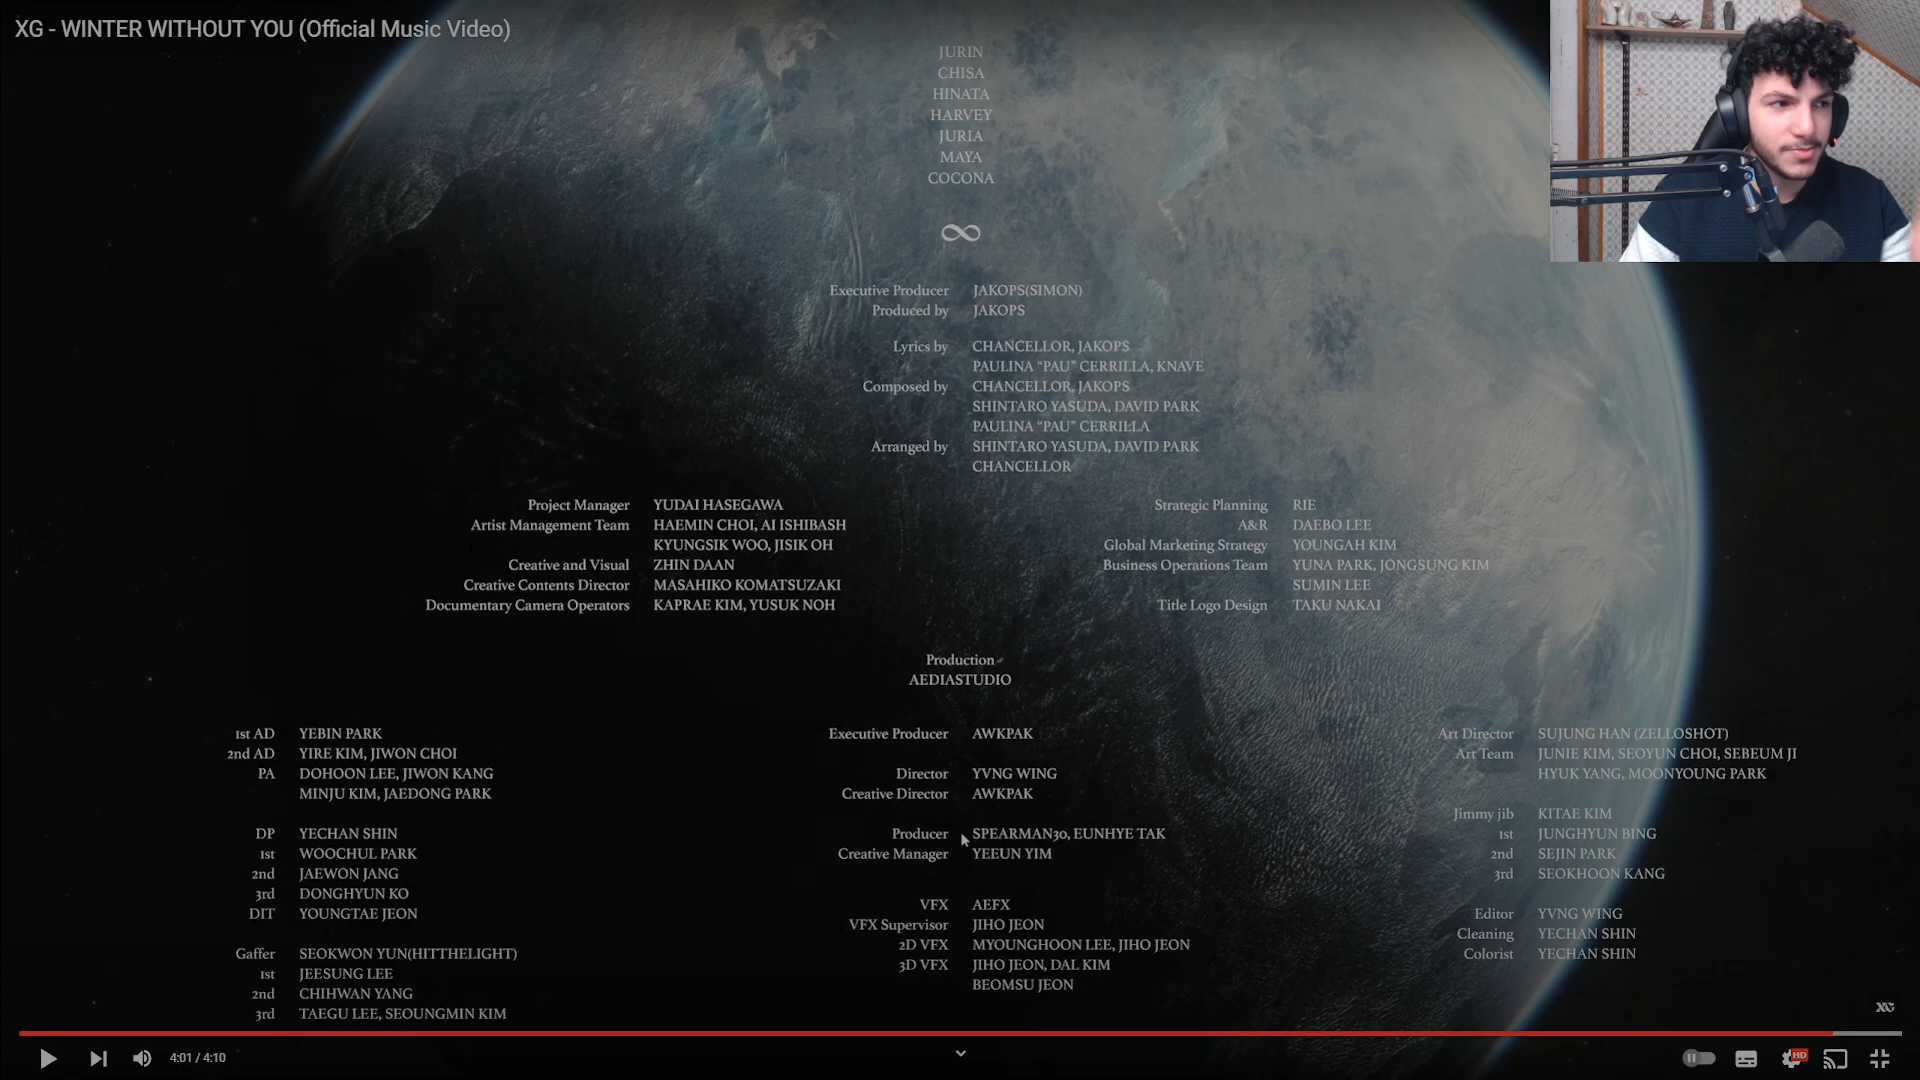 XG - WINTER WITHOUT YOU (Official Music Video)
JURIN
CHISA
HINATA
HARVEY
JURIA
MAYA
COCONA
Executive Producer JAKOPS(SIMON)
Produced by JAKOPS
Lyrics by CHANCELLOR, JAKOPS
PAULINA “PAU” CERRILLA, KNAVE
Composed by CHANCELLOR, JAKOPS
SHINTARO YASUDA, DAVID PARK
PAULINA “PAU” CERRILLA
Arranged by SHINTARO YASUDA, DAVID PARK
CHANCELLOR
Project Manager YUDAI HASEGAWA
Artist Management Team HAEMIN CHOI, AI ISHIBASH
KYUNGSIK WOO, JISIK OH
Creative and Visual ZHIN DAAN
Creative Contents Director MASAHIKO KOMATSUZAKI
Documentary Camera Operators KAPRAE KIM, YUSUK NOH
Strategic Planning RIE
A&R DAEBO LEE
Global Marketing Strategy YOUNGAH KIM
Business Operations Team YUNA PARK, JONGSUNG KIM
SUMIN LEE
Title Logo Design TAKU NAKAI
Production
AEDIASTUDIO
1st AD YEBIN PARK
2nd AD YIRE KIM, JIWON CHOI
PA DOHOON LEE, JIWON KANG
MINJU KIM, JAEDONG PARK
DP YECHAN SHIN
1st WOOCHUL PARK
2nd JAEWON JANG
3rd DONGHYUN KO
DIT YOUNGTAE JEON
Gaffer SEOKWON YUN(HITTHELIGHT)
1st JEESUNG LEE
2nd CHIHWAN YANG
3rd TAEGU LEE, SEOUNGMIN KIM
Executive Producer AWKPAK
Director YVNG WING
Creative Director AWKPAK
Producer SPEARMAN30, EUNHYE TAK
Creative Manager YEEUN YIM
VFX AEFX
VFX Supervisor JIHO JEON
2D VFX MYOUNGHOON LEE, JIHO JEON
3D VFX JIHO JEON, DAL KIM
BEOMSU JEON
Art Director SUJUNG HAN (ZELLOSHOT)
Art Team JUNIE KIM, SEOYUN CHOI, SEBEUM JI
HYUK YANG, MOONYOUNG PARK
Jimmy jib KITAE KIM
1st JUNGHYUN BING
2nd SEJIN PARK
3rd SEOKHOON KANG
Editor YVNG WING
Cleaning YECHAN SHIN
Colorist YECHAN SHIN
XG
4:01 / 4:10
HD